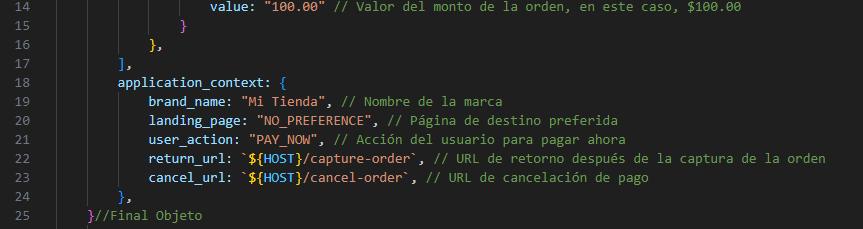 14 value: "100.00" // Valor del monto de la orden, en este caso, $100.00
15 }
16 },
17 ],
18 application_context: {
19 brand_name: "Mi Tienda", // Nombre de la marca
20 landing_page: "NO_PREFERENCE", // Página de destino preferida
21 user_action: "PAY_NOW", // Acción del usuario para pagar ahora
22 return_url: `${HOST}/capture-order`, // URL de retorno después de la captura de la orden
23 cancel_url: `${HOST}/cancel-order`, // URL de cancelación de pago
24 },
25 }//Final Objeto